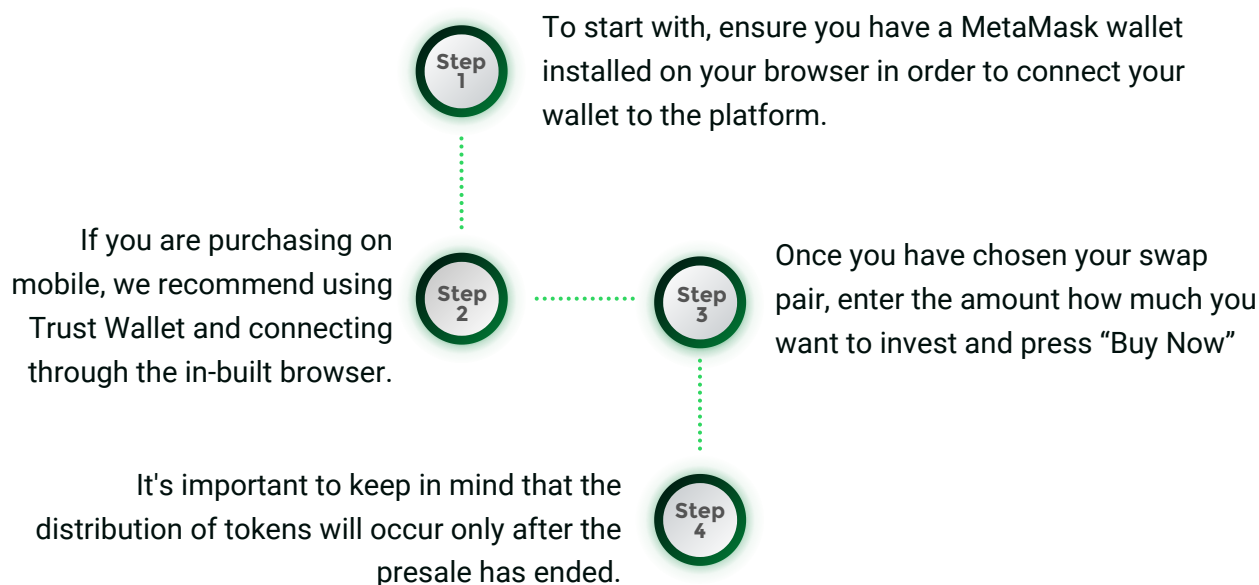 Step
1
To start with, ensure you have a MetaMask wallet
installed on your browser in order to connect your
wallet to the platform.
If you are purchasing on
mobile, we recommend using
Trust Wallet and connecting
through the in-built browser.
Step
2
Step
3
Once you have chosen your swap
pair, enter the amount how much you
want to invest and press “Buy Now”
It's important to keep in mind that the
distribution of tokens will occur only after the
presale has ended.
Step
4